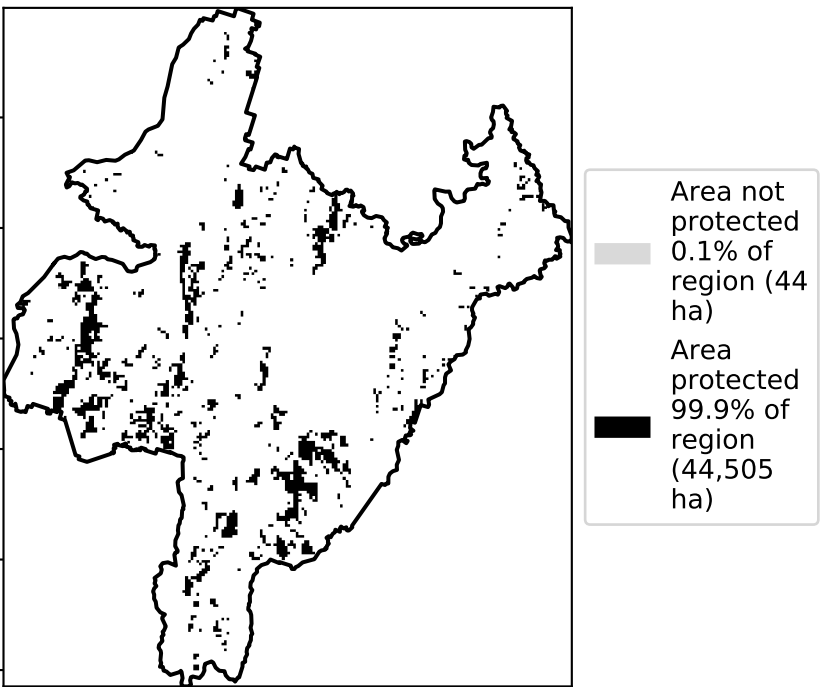 Area not
protected
0.1% of
region (44
ha)
Area
protected
99.9% of
region
(44,505
ha)